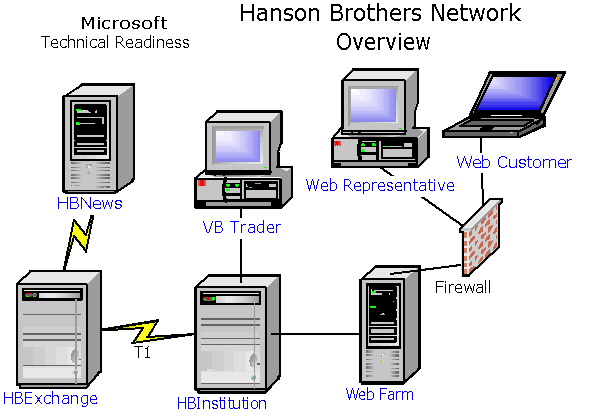 Microsoft
Technical Readiness
Hanson Brothers Network
Overview
HBNews
VB Trader
Web Representative
Web Customer
Firewall
T1
HBExchange
HBInstitution
Web Farm